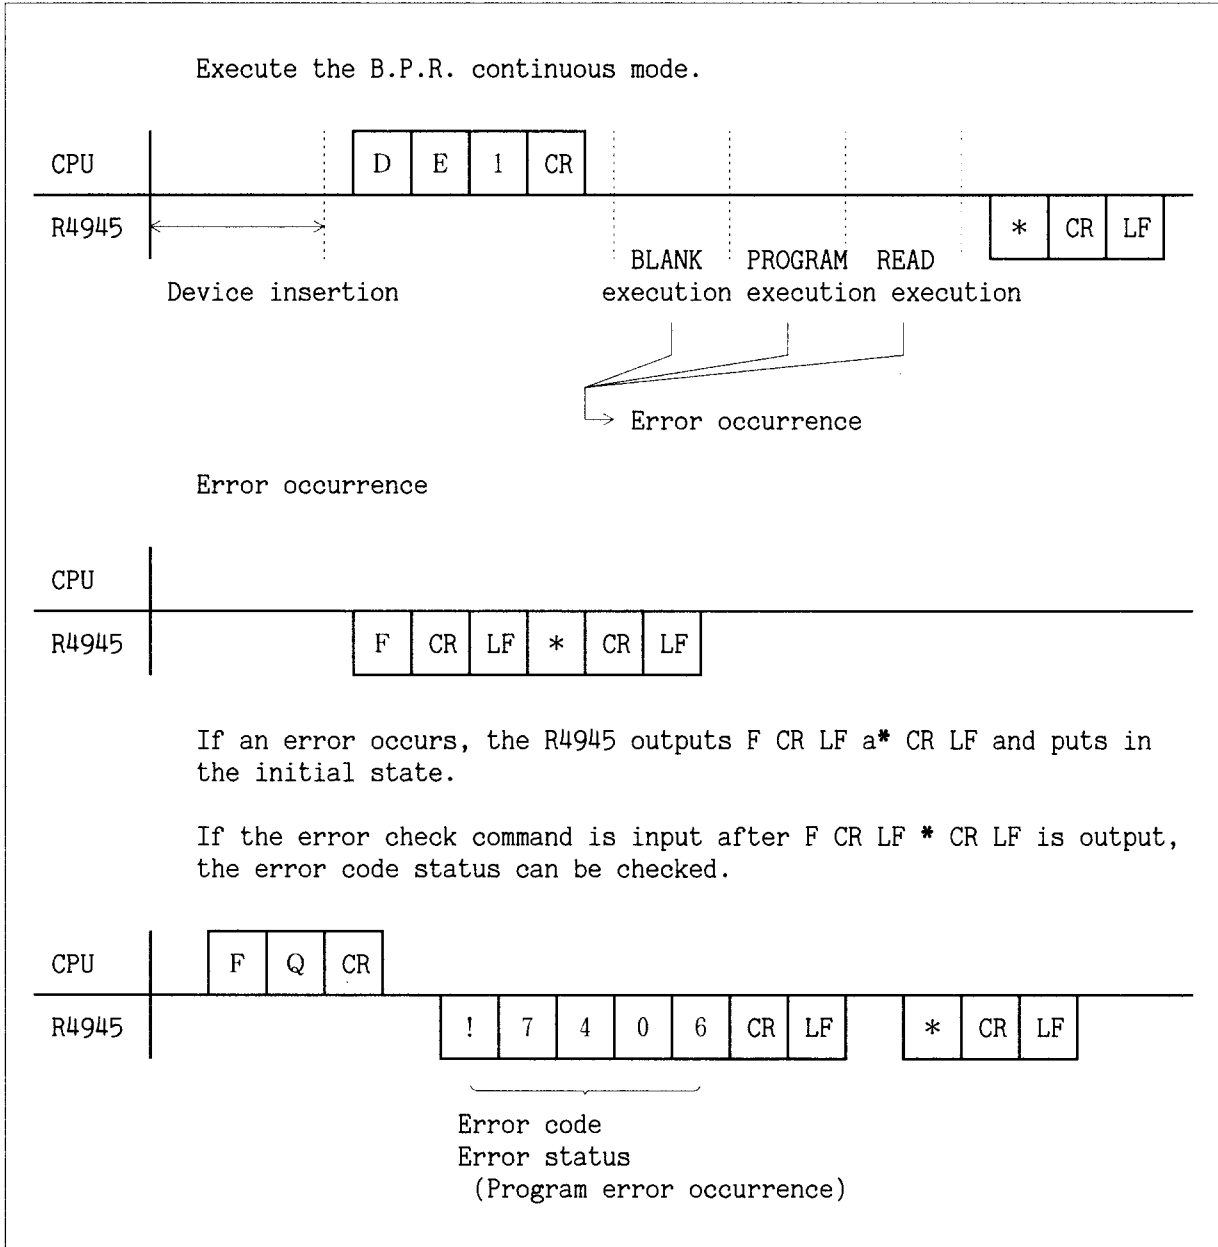 Execute the B.P.R. continuous mode.
CPU D E 1 CR
R4945 * CR LF
BLANK PROGRAM READ
Device insertion execution execution execution
Error occurrence
Error occurrence
CPU
R4945 F CR LF * CR LF
If an error occurs, the R4945 outputs F CR LF a* CR LF and puts in
the initial state.
If the error check command is input after F CR LF * CR LF is output,
the error code status can be checked.
CPU F Q CR
R4945 ! 7 4 0 6 CR LF * CR LF
Error code
Error status
(Program error occurrence)